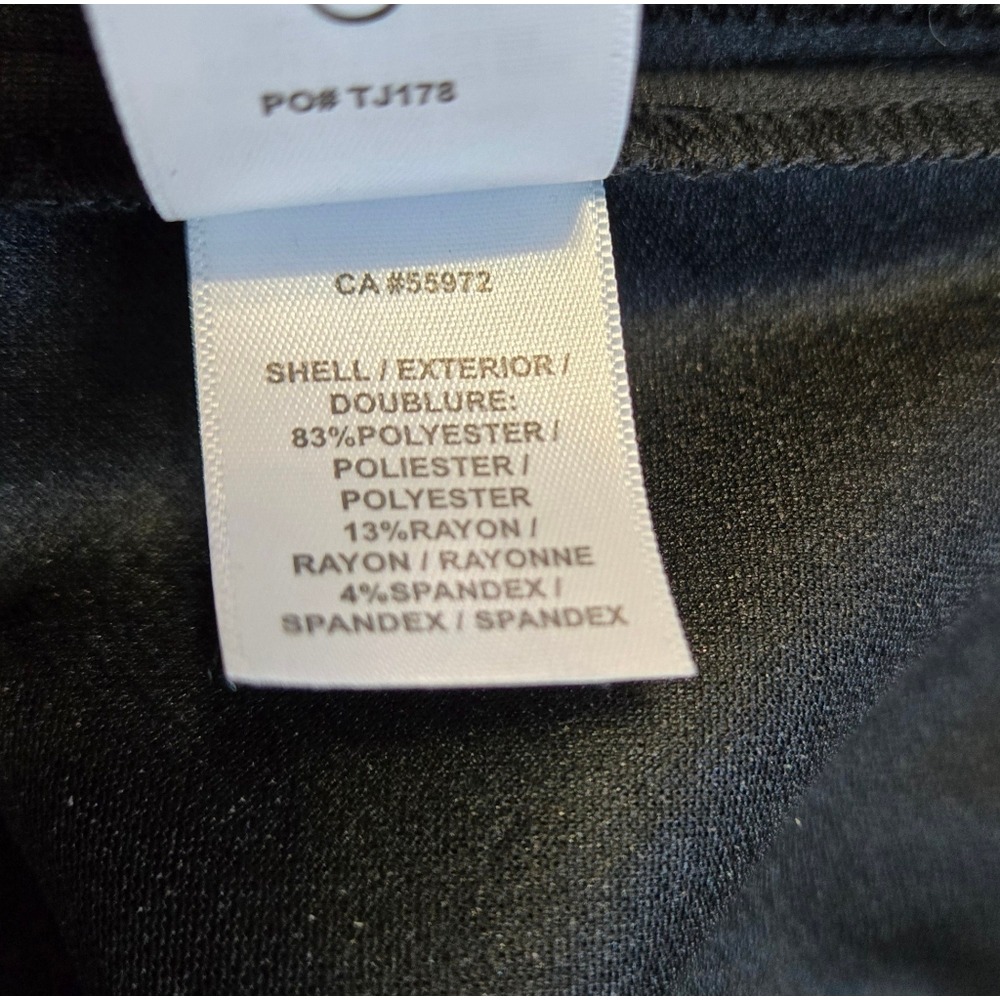 PO# TJ178
CA #55972
SHELL / EXTERIOR /
DOUBLURE:
83%POLYESTER /
POLIESTER /
POLYESTER
13%RAYON /
RAYON / RAYONNE
4%SPANDEX /
SPANDEX / SPANDEX